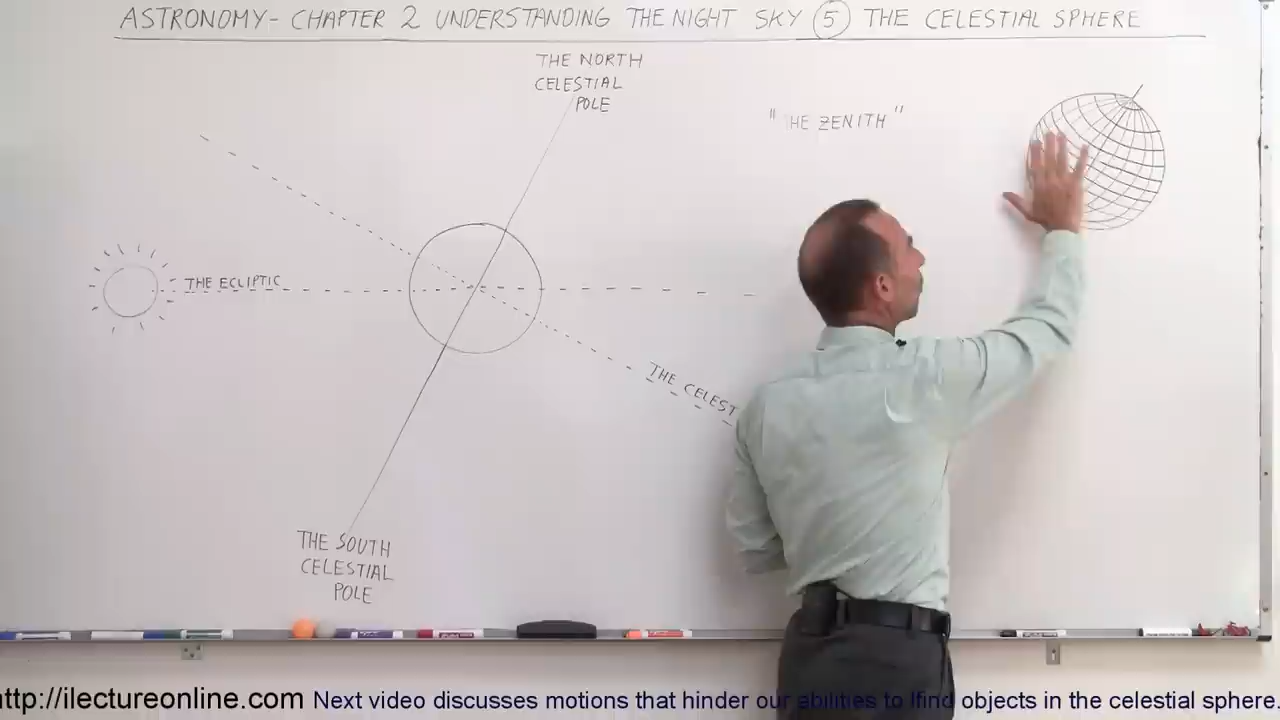 ASTRONOMY- CHAPTER 2 UNDERSTANDING THE NIGHT SKY 5 THE CELESTIAL SPHERE
THE NORTH
CELESTIAL
POLE
"THE ZENITH"
THE ECLIPTIC
THE CELEST
THE SOUTH
CELESTIAL
POLE
http://ilectureonline.com Next video discusses motions that hinder our abilities to lfind objects in the celestial sphere.